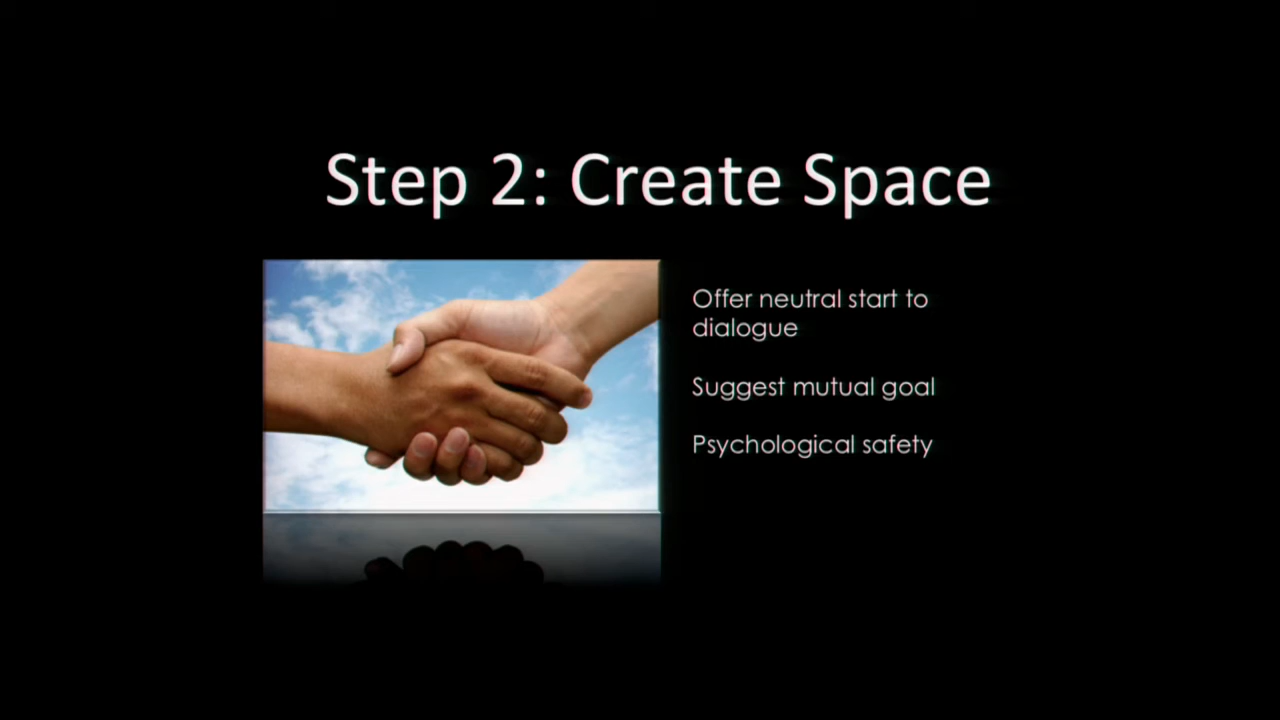 Step 2: Create Space
Offer neutral start to
dialogue
Suggest mutual goal
Psychological safety